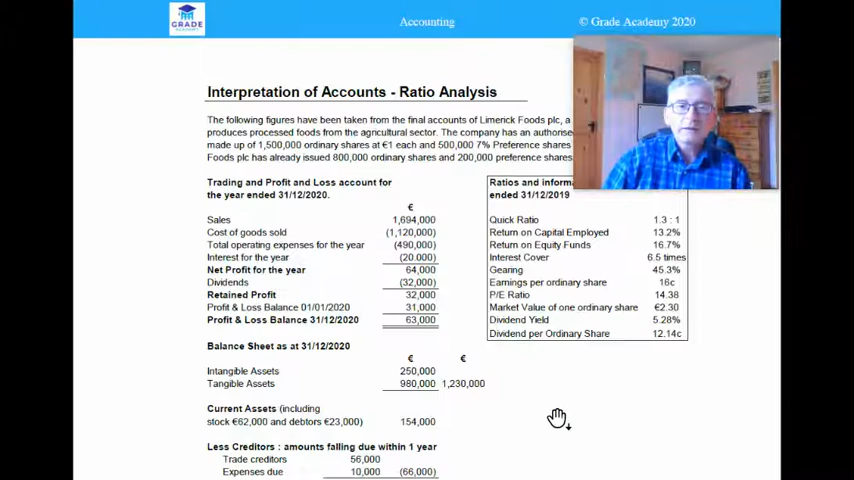 GRADE
ACADEMY
Accounting
© Grade Academy 2020
Interpretation of Accounts - Ratio Analysis
The following figures have been taken from the final accounts of Limerick Foods plc, a
produces processed foods from the agricultural sector. The company has an authorise
made up of 1,500,000 ordinary shares at €1 each and 500,000 7% Preference shares
Foods plc has already issued 800,000 ordinary shares and 200,000 preference shares
Trading and Profit and Loss account for
the year ended 31/12/2020.
€
Sales 1,694,000
Cost of goods sold (1,120,000)
Total operating expenses for the year (490,000)
Interest for the year (20.000)
Net Profit for the year 64,000
Dividends (32,000)
Retained Profit 32,000
Profit & Loss Balance 01/01/2020 31,000
Profit & Loss Balance 31/12/2020 63,000
Ratios and informa
ended 31/12/2019
Quick Ratio 1.3 : 1
Return on Capital Employed 13.2%
Return on Equity Funds 16.7%
Interest Cover 6.5 times
Gearing 45.3%
Earnings per ordinary share 16c
P/E Ratio 14.38
Market Value of one ordinary share €2.30
Dividend Yield 5.28%
Dividend per Ordinary Share 12.14c
Balance Sheet as at 31/12/2020
€ €
Intangible Assets 250,000
Tangible Assets 980,000 1,230,000
Current Assets (including
stock €62,000 and debtors €23,000) 154,000
Less Creditors : amounts falling due within 1 year
Trade creditors 56,000
Expenses due 10,000 (66,000)